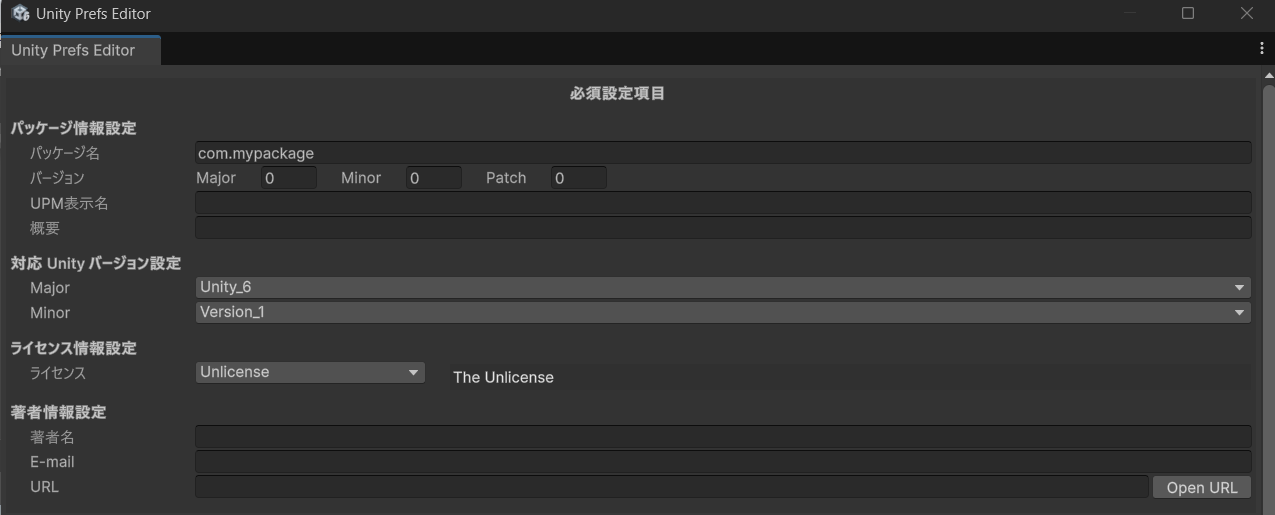 Unity Prefs Editor
Unity Prefs Editor
必須設定項目
パッケージ情報設定
パッケージ名 com.mypackage
バージョン Major 0 Minor 0 Patch 0
UPM表示名
概要
対応 Unity バージョン設定
Major Unity_6
Minor Version_1
ライセンス情報設定
ライセンス Unlicense The Unlicense
著者情報設定
著者名
E-mail
URL Open URL